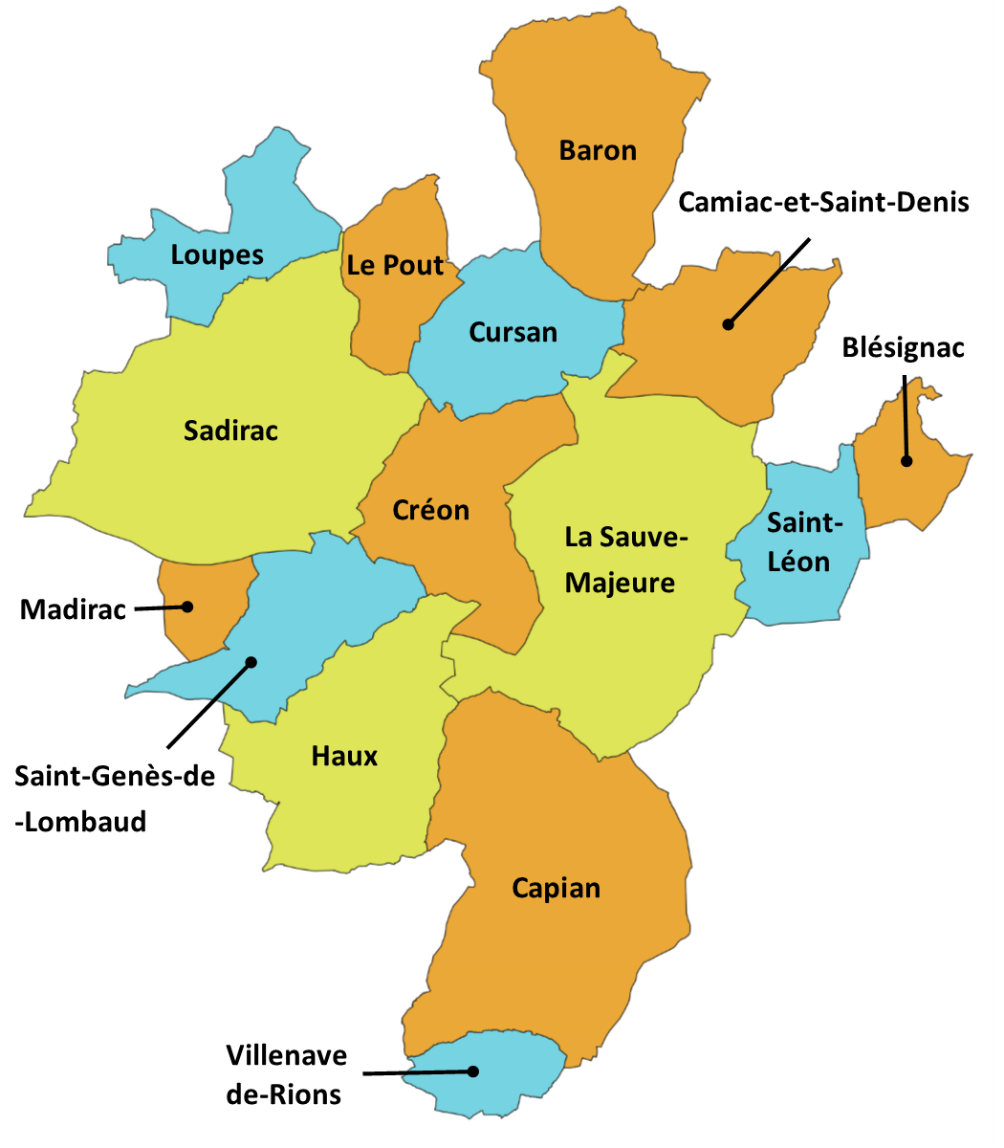 Baron
Camiac-et-Saint-Denis
Loupes
Le Pout
Cursan
Blésignac
Sadirac
Créon
La Sauve-
Majeure
Saint-
Léon
Madirac
Haux
Saint-Genès-de
-Lombaud
Capian
Villenave
de-Rions